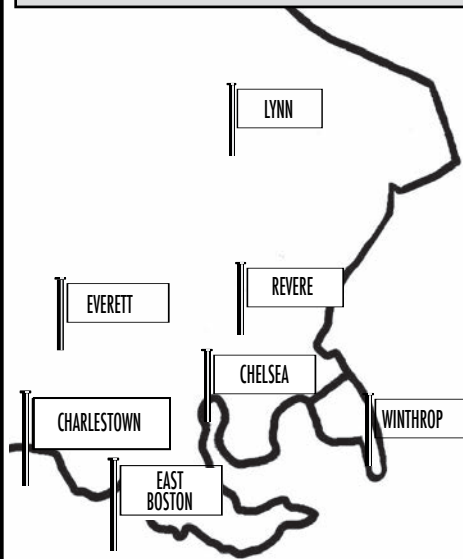 LYNN
REVERE
EVERETT
CHELSEA
CHARLESTOWN
WINTHROP
EAST
BOSTON